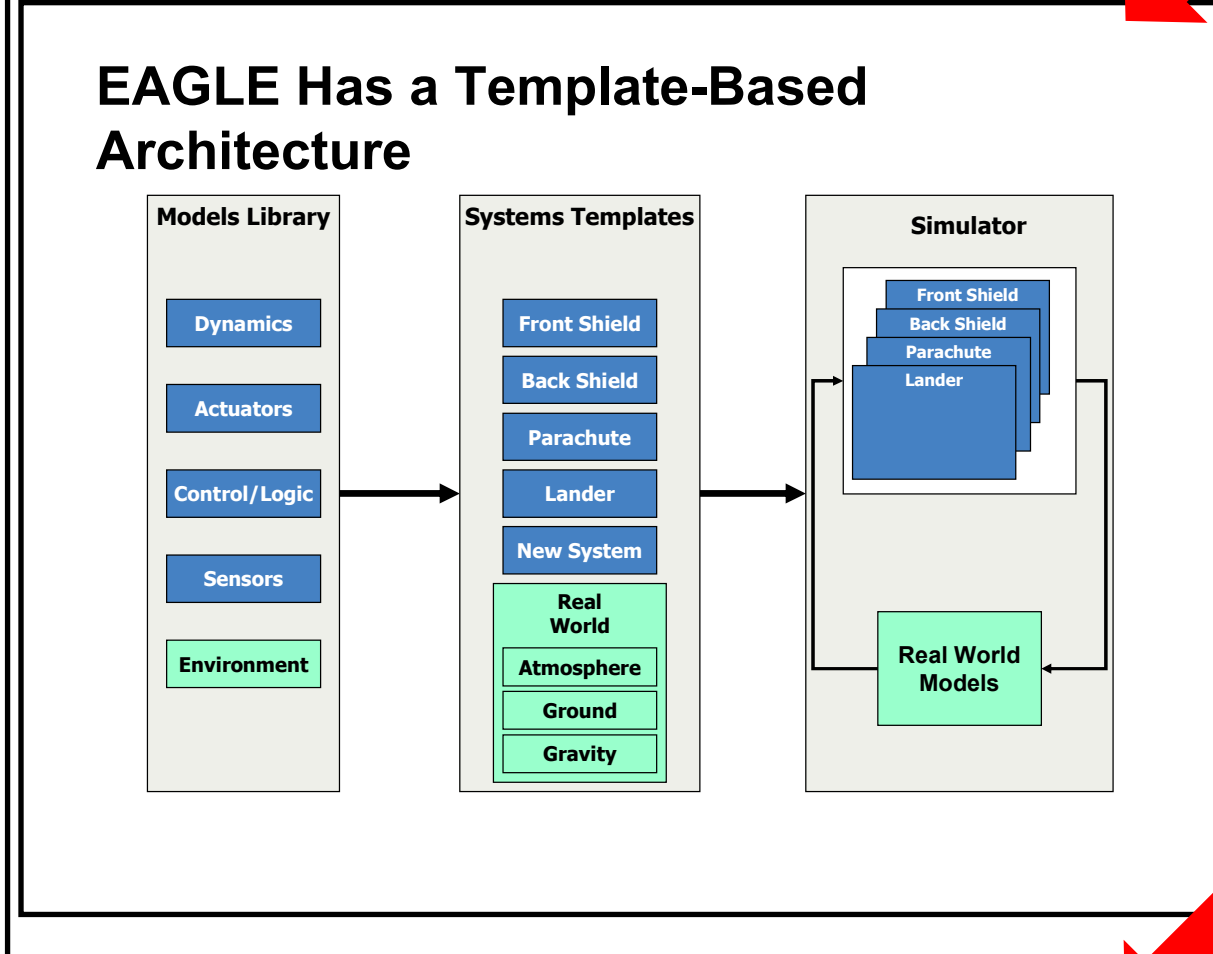 EAGLE Has a Template-Based
Architecture
Models Library
Dynamics
Actuators
Control/Logic
Sensors
Environment
Systems Templates
Front Shield
Back Shield
Parachute
Lander
New System
Real
World
Atmosphere
Ground
Gravity
Simulator
Front Shield
Back Shield
Parachute
Lander
Real World
Models